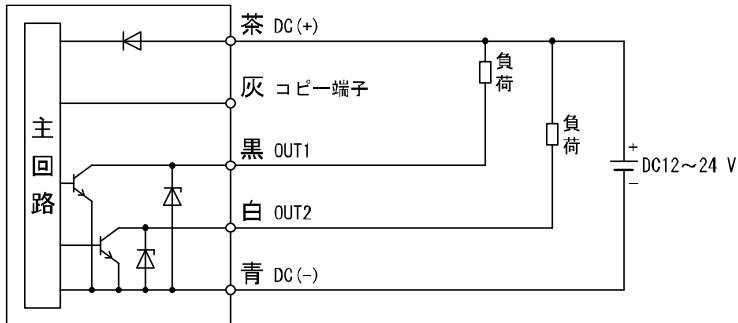 茶 DC(+)
灰 コピー端子
黒 OUT1
白 OUT2
青 DC(-)
主回路
負荷
負荷
+
DC12～24 V
-